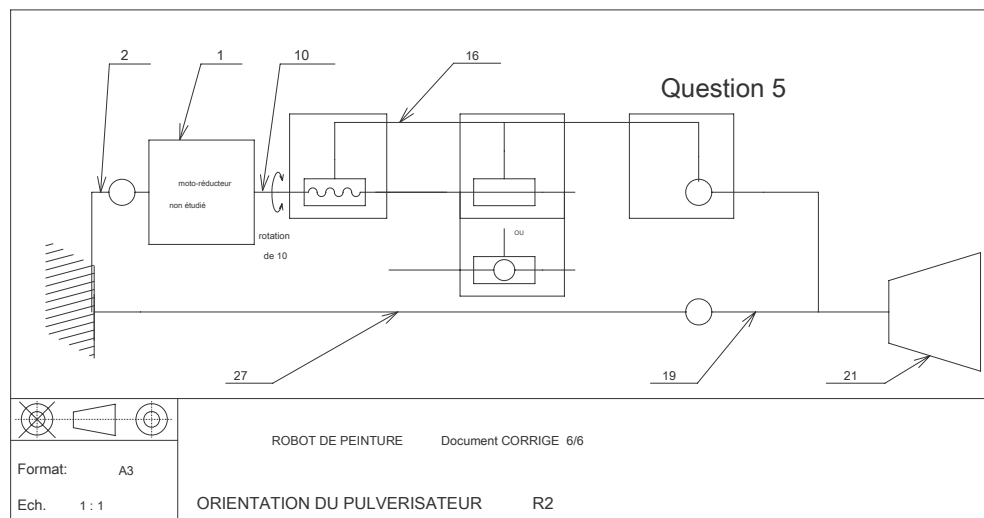 2
1
10
16
Question 5
moto-réducteur
non étudié
rotation
de 10
ou
27
19
21
ROBOT DE PEINTURE Document CORRIGE 6/6
Format: A3
Ech. 1 : 1
ORIENTATION DU PULVERISATEUR R2